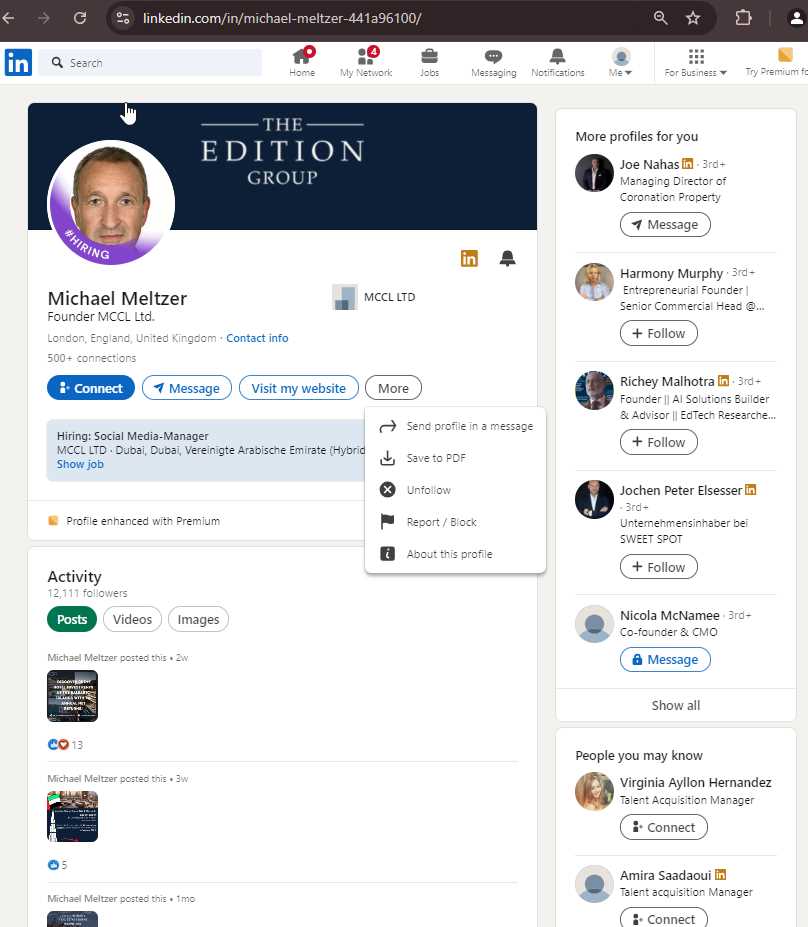 linkedin.com/in/michael-meltzer-441a96100/
in
Search
Home
4
My Network
Jobs
Messaging
Notifications
Me
For Business
Try Premium fo
THE
EDITION
GROUP
#HIRING
in
Michael Meltzer
MCCL LTD
Founder MCCL Ltd.
London, England, United Kingdom · Contact info
500+ connections
Connect
Message
Visit my website
More
Send profile in a message
Save to PDF
Unfollow
Report / Block
About this profile
Hiring: Social Media-Manager
MCCL LTD · Dubai, Dubai, Vereinigte Arabische Emirate (Hybrid
Show job
Profile enhanced with Premium
Activity
12,111 followers
Posts
Videos
Images
Michael Meltzer posted this • 2w
13
Michael Meltzer posted this • 3w
5
Michael Meltzer posted this • 1mo
More profiles for you
Joe Nahas in · 3rd+
Managing Director of
Coronation Property
Message
Harmony Murphy · 3rd+
Entrepreneurial Founder |
Senior Commercial Head @...
+ Follow
Richey Malhotra in · 3rd+
Founder || AI Solutions Builder
& Advisor || EdTech Researche...
+ Follow
Jochen Peter Elsesser in
· 3rd+
Unternehmensinhaber bei
SWEET SPOT
+ Follow
Nicola McNamee · 3rd+
Co-founder & CMO
Message
Show all
People you may know
Virginia Ayllon Hernandez
Talent Acquisition Manager
Connect
Amira Saadaoui in
Talent acquisition Manager
Connect